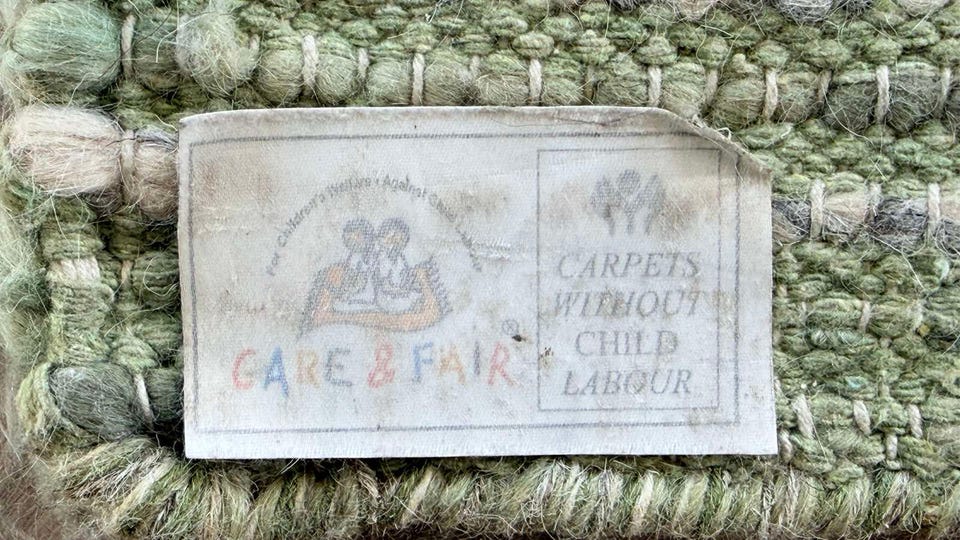 For Children's Welfare • Against Child Labour
CARE & FAIR®
CARPETS
WITHOUT
CHILD
LABOUR